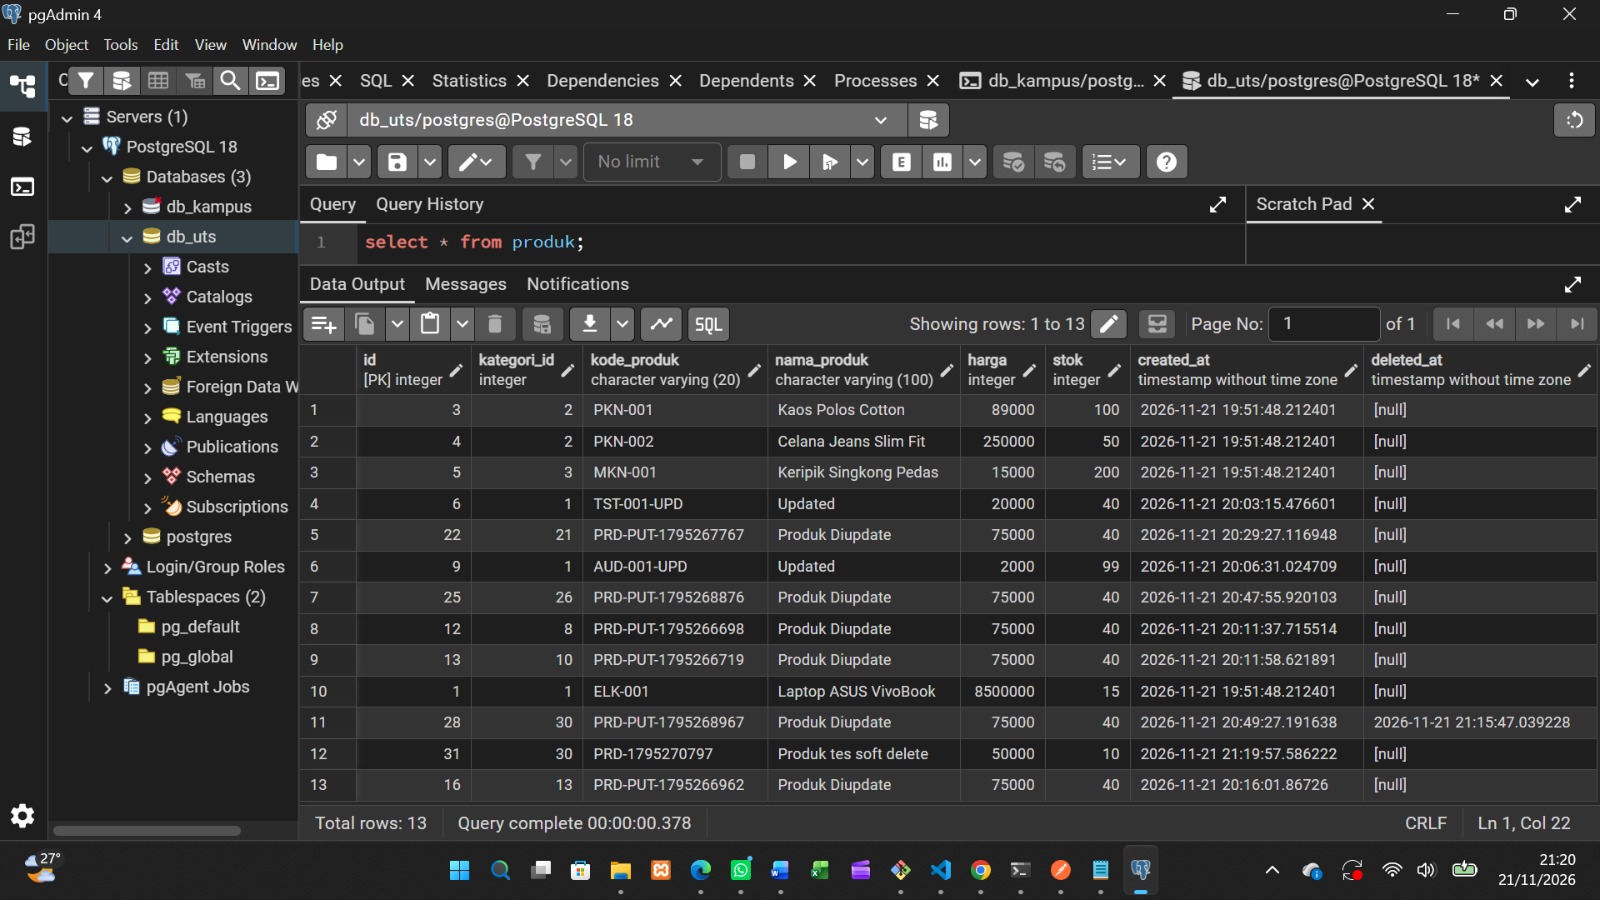 pgAdmin 4
File Object Tools Edit View Window Help
es SQL Statistics Dependencies Dependents Processes db_kampus/postg... db_uts/postgres@PostgreSQL 18*
Servers (1)
PostgreSQL 18
Databases (3)
db_kampus
db_uts
Casts
Catalogs
Event Triggers
Extensions
Foreign Data W
Languages
Publications
Schemas
Subscriptions
postgres
Login/Group Roles
Tablespaces (2)
pg_default
pg_global
pgAgent Jobs
db_uts/postgres@PostgreSQL 18
No limit
E
Query Query History
Scratch Pad
1 select * from produk;
Data Output Messages Notifications
SQL
Showing rows: 1 to 13
Page No: 1 of 1
id kategori_id kode_produk nama_produk harga stok created_at deleted_at
[PK] integer integer character varying (20) character varying (100) integer integer timestamp without time zone timestamp without time zone
1 3 2 PKN-001 Kaos Polos Cotton 89000 100 2026-11-21 19:51:48.212401 [null]
2 4 2 PKN-002 Celana Jeans Slim Fit 250000 50 2026-11-21 19:51:48.212401 [null]
3 5 3 MKN-001 Keripik Singkong Pedas 15000 200 2026-11-21 19:51:48.212401 [null]
4 6 1 TST-001-UPD Updated 20000 40 2026-11-21 20:03:15.476601 [null]
5 22 21 PRD-PUT-1795267767 Produk Diupdate 75000 40 2026-11-21 20:29:27.116948 [null]
6 9 1 AUD-001-UPD Updated 2000 99 2026-11-21 20:06:31.024709 [null]
7 25 26 PRD-PUT-1795268876 Produk Diupdate 75000 40 2026-11-21 20:47:55.920103 [null]
8 12 8 PRD-PUT-1795266698 Produk Diupdate 75000 40 2026-11-21 20:11:37.715514 [null]
9 13 10 PRD-PUT-1795266719 Produk Diupdate 75000 40 2026-11-21 20:11:58.621891 [null]
10 1 1 ELK-001 Laptop ASUS VivoBook 8500000 15 2026-11-21 19:51:48.212401 [null]
11 28 30 PRD-PUT-1795268967 Produk Diupdate 75000 40 2026-11-21 20:49:27.191638 2026-11-21 21:15:47.039228
12 31 30 PRD-1795270797 Produk tes soft delete 50000 10 2026-11-21 21:19:57.586222 [null]
13 16 13 PRD-PUT-1795266962 Produk Diupdate 75000 40 2026-11-21 20:16:01.86726 [null]
Total rows: 13 Query complete 00:00:00.378 CRLF Ln 1, Col 22
27°
21:20
21/11/2026